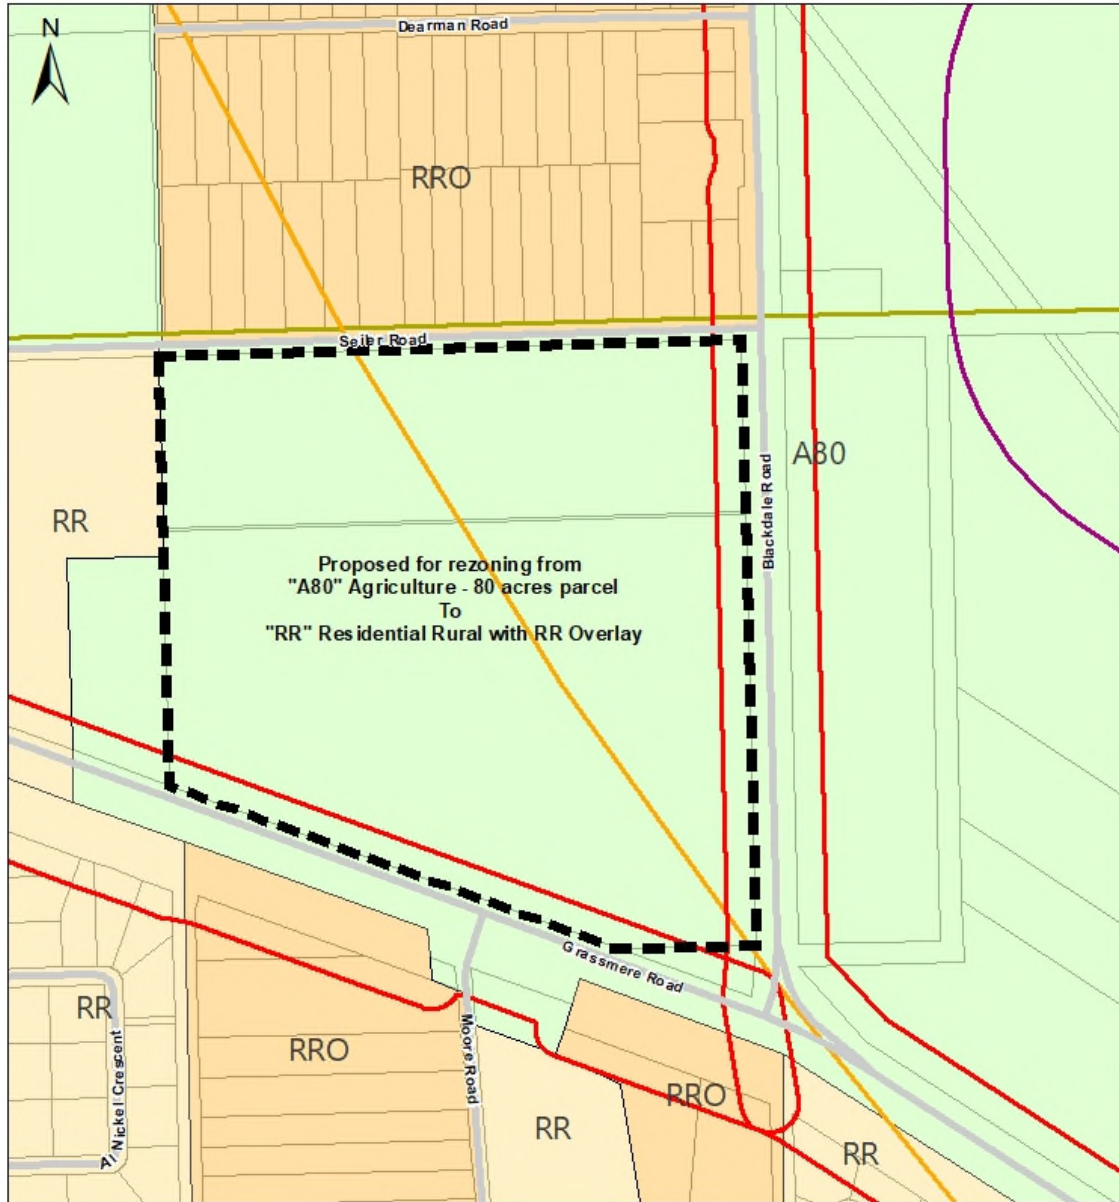 N
Dearman Road
RRO
Seiler Road
A80
Blackdale Road
RR
Proposed for rezoning from
"A80" Agriculture - 80 acres parcel
To
"RR" Residential Rural with RR Overlay
Grassmere Road
RR
Al Nickel Crescent
RRO
Moore Road
RR
RRO
RR